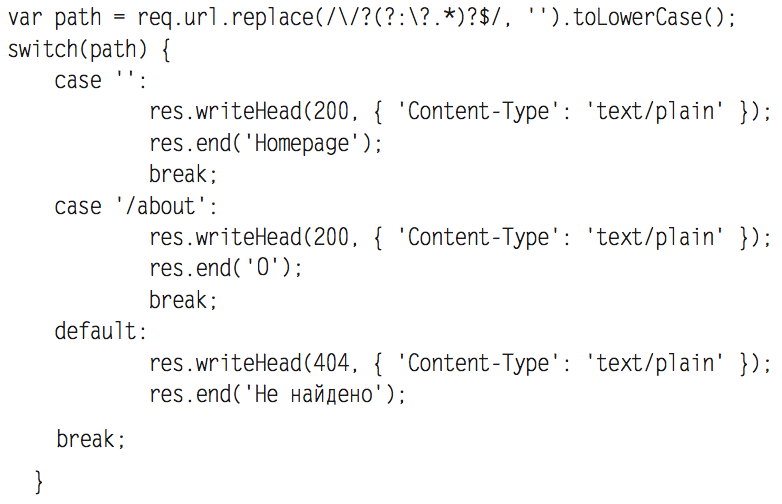 var path = req.url.replace(/\/?(?:\?.*)?$/, '').toLowerCase();
switch(path) {
case '':
res.writeHead(200, { 'Content-Type': 'text/plain' });
res.end('Homepage');
break;
case '/about':
res.writeHead(200, { 'Content-Type': 'text/plain' });
res.end('О');
break;
default:
res.writeHead(404, { 'Content-Type': 'text/plain' });
res.end('Не найдено');
break;
}